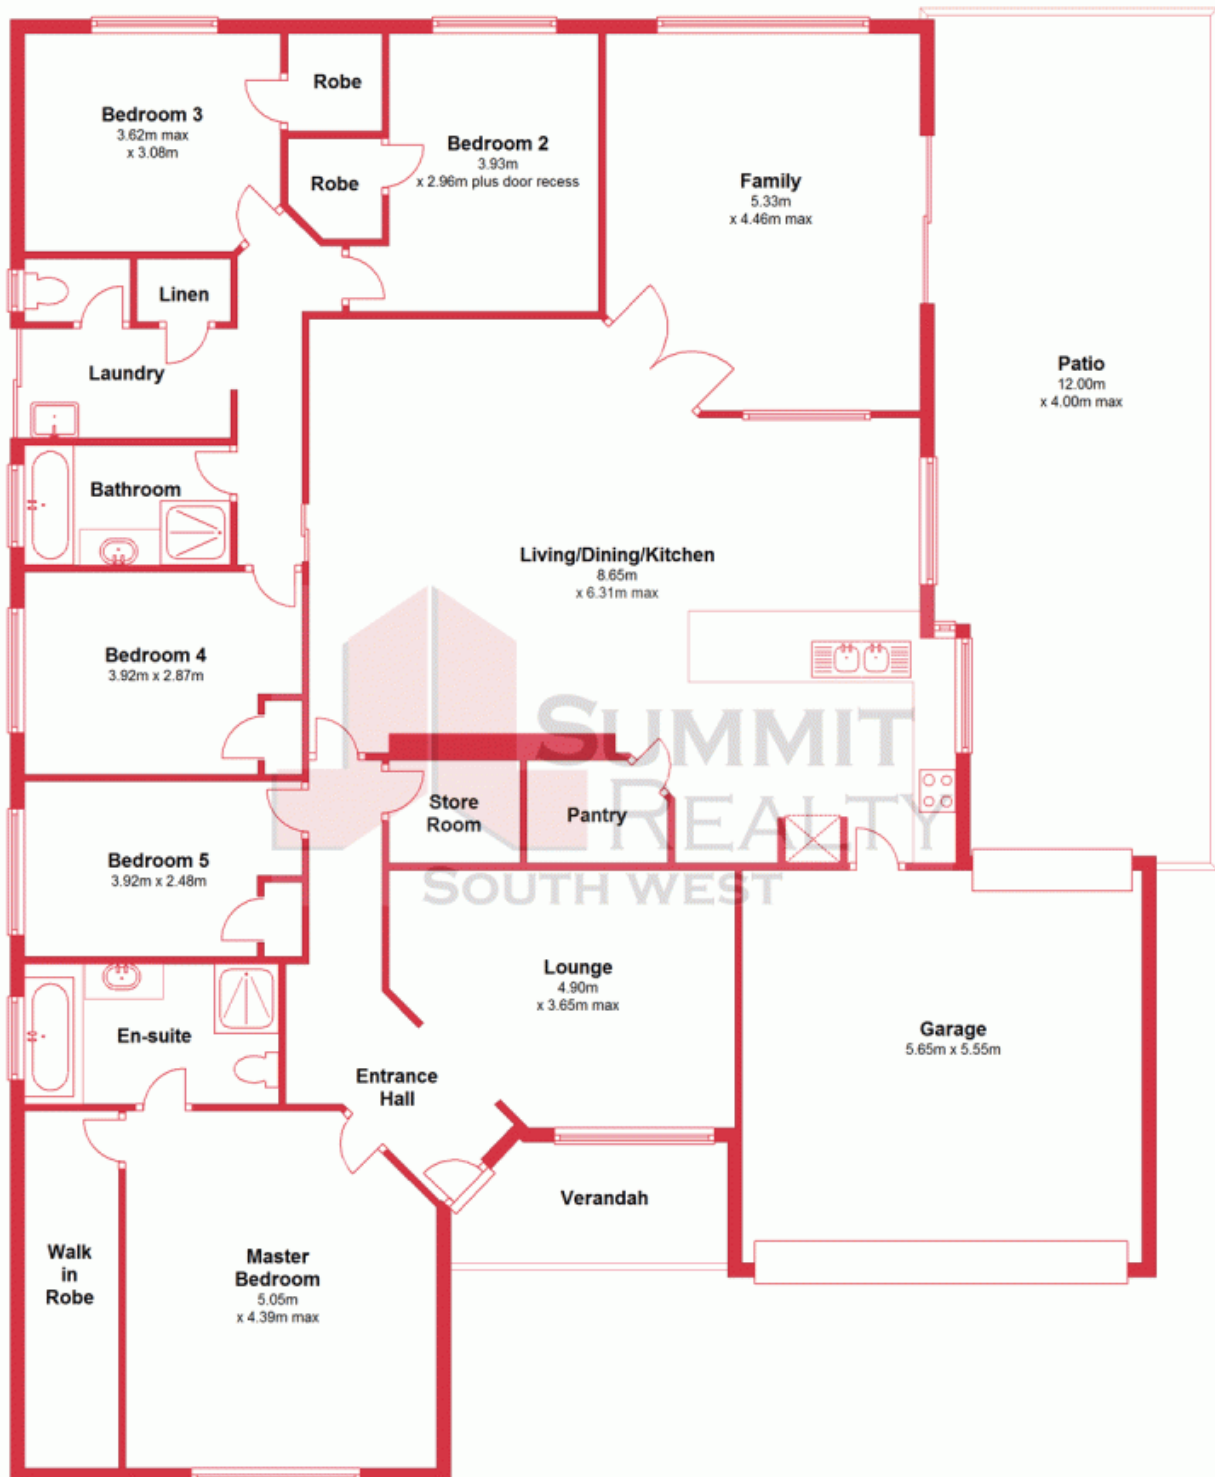 Bedroom 3
3.62m max
x 3.08m
Robe
Robe
Bedroom 2
3.93m
x 2.96m plus door recess
Family
5.33m
x 4.46m max
Linen
Laundry
Patio
12.00m
x 4.00m max
Bathroom
Living/Dining/Kitchen
8.65m
x 6.31m max
Bedroom 4
3.92m x 2.87m
SUMMIT
REALTY
SOUTH WEST
Store
Room
Pantry
Bedroom 5
3.92m x 2.48m
Lounge
4.90m
x 3.65m max
Garage
5.65m x 5.55m
En-suite
Entrance
Hall
Verandah
Walk
in
Robe
Master
Bedroom
5.05m
x 4.39m max